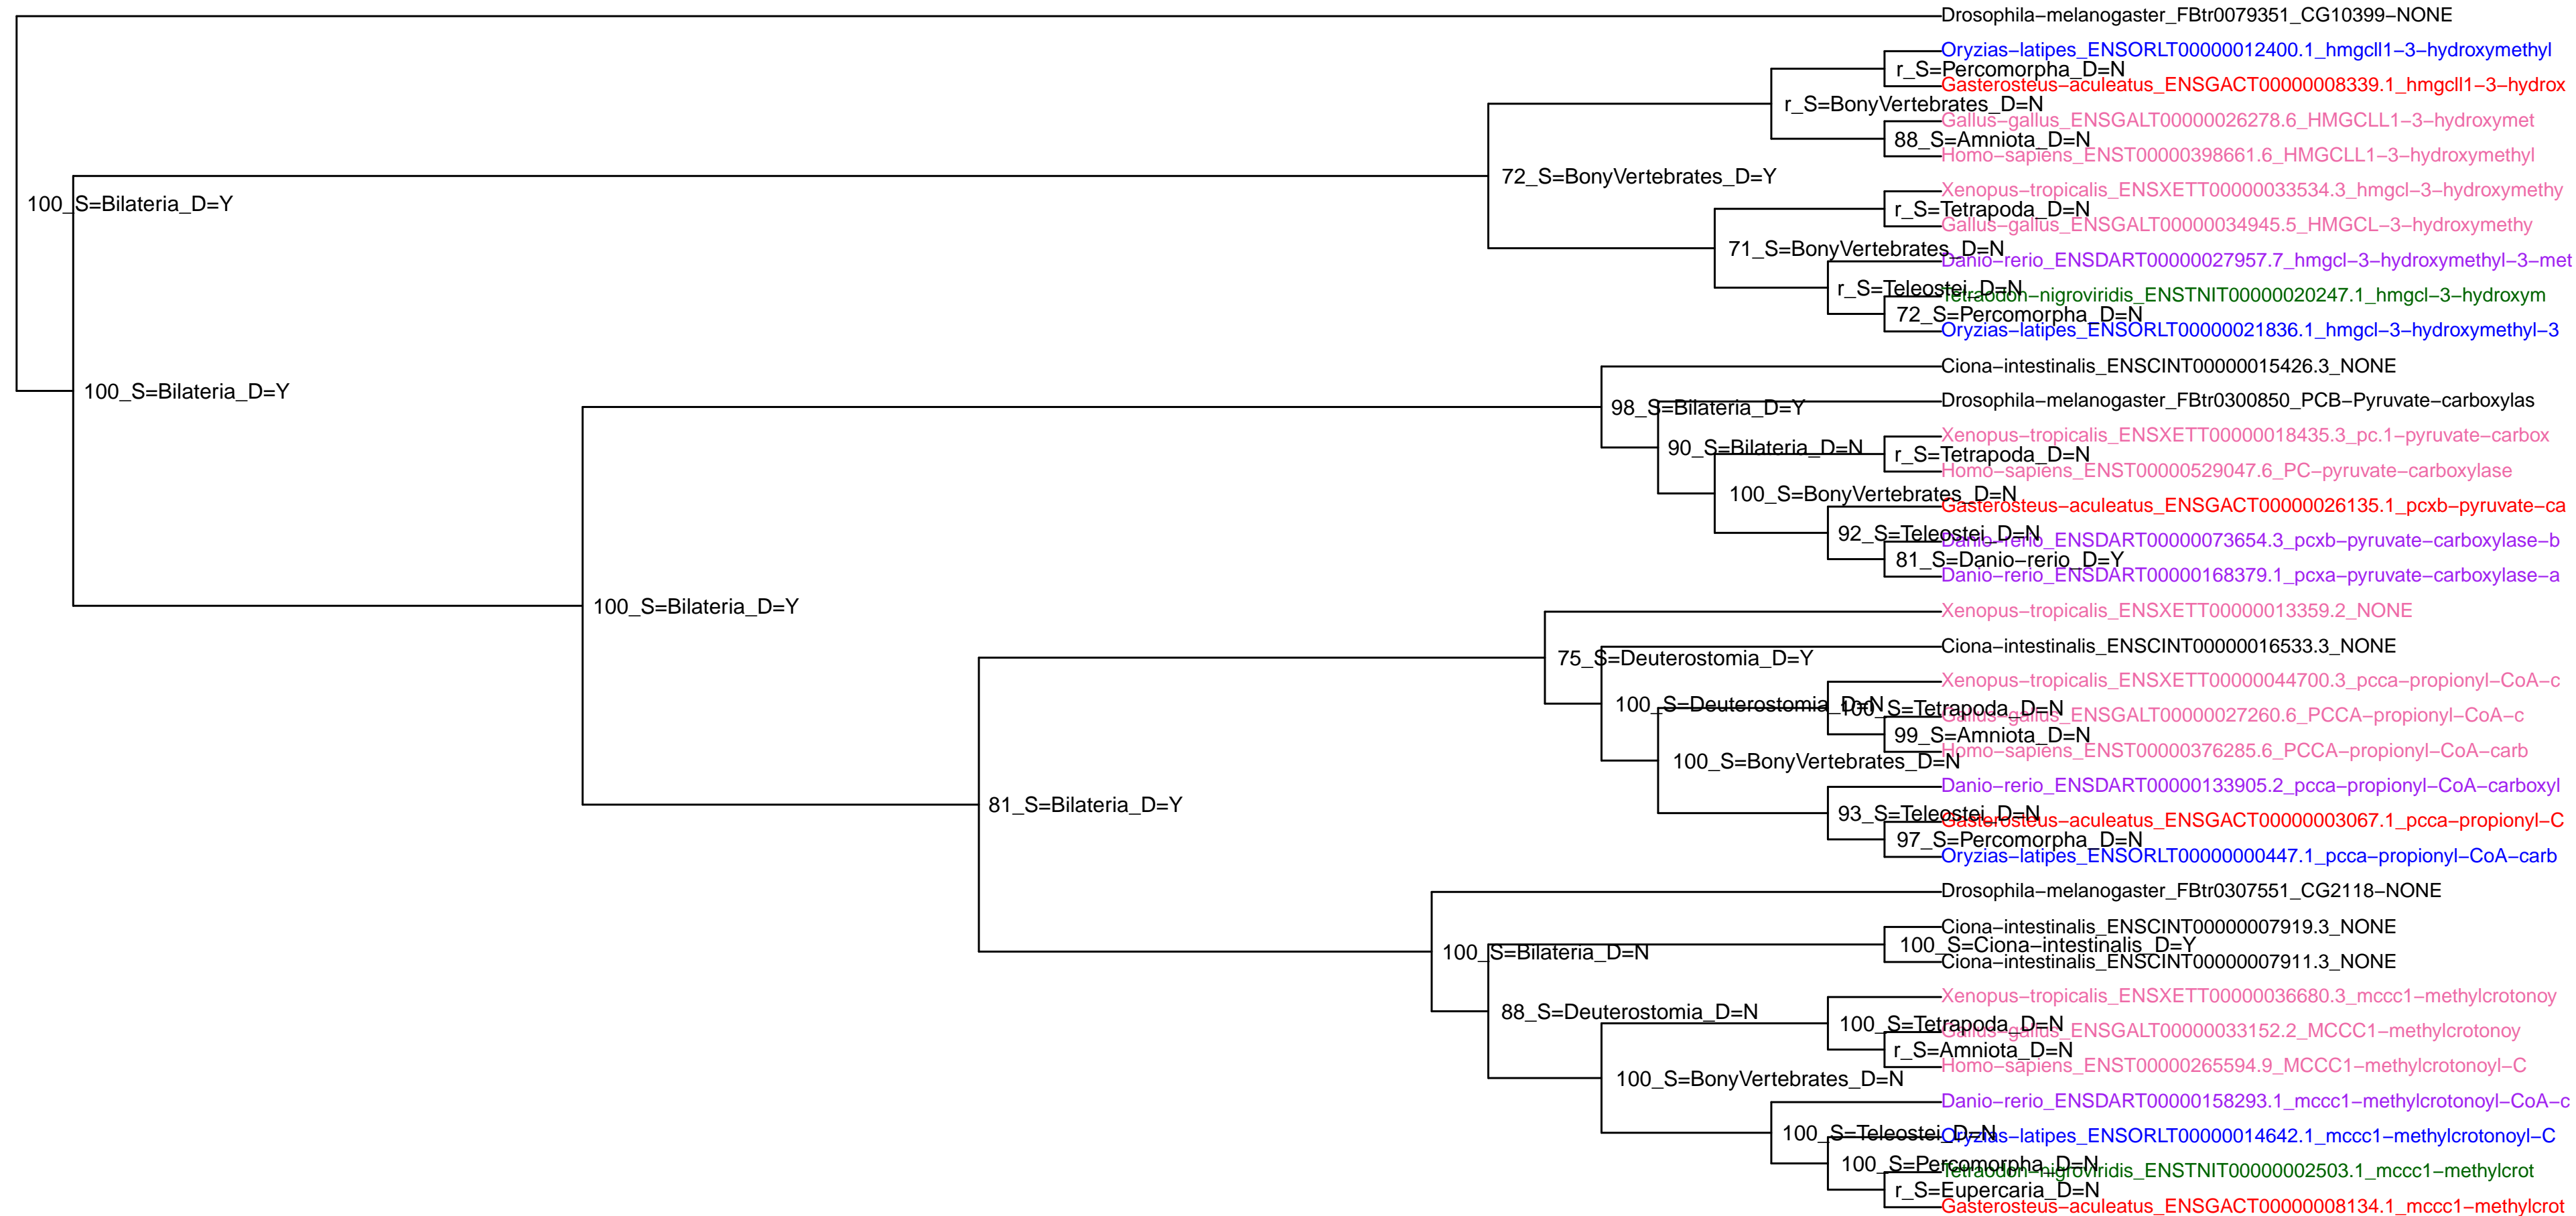 Drosophila−melanogaster_FBtr0079351_CG10399−NONE
Oryzias−latipes_ENSORLT00000012400.1_hmgcll1−3−hydroxymethyl
r_S=Percomorpha_D=N
Gasterosteus−aculeatus_ENSGACT00000008339.1_hmgcll1−3−hydrox
r_S=BonyVertebrates_D=N
Gallus−gallus_ENSGALT00000026278.6_HMGCLL1−3−hydroxymet
88_S=Amniota_D=N
Homo−sapiens_ENST00000398661.6_HMGCLL1−3−hydroxymethyl
72_S=BonyVertebrates_D=Y
Xenopus−tropicalis_ENSXETT00000033534.3_hmgcl−3−hydroxymethy
100_S=Bilateria_D=Y
r_S=Tetrapoda_D=N
Gallus−gallus_ENSGALT00000034945.5_HMGCL−3−hydroxymethy
71_S=BonyVertebrates_D=N
Danio−rerio_ENSDART00000027957.7_hmgcl−3−hydroxymethyl−3−met
r_S=Teleostei_D=N
Tetraodon−nigroviridis_ENSTNIT00000020247.1_hmgcl−3−hydroxym
72_S=Percomorpha_D=N
Oryzias−latipes_ENSORLT00000021836.1_hmgcl−3−hydroxymethyl−3
Ciona−intestinalis_ENSCINT00000015426.3_NONE
100_S=Bilateria_D=Y
Drosophila−melanogaster_FBtr0300850_PCB−Pyruvate−carboxylas
98_S=Bilateria_D=Y
Xenopus−tropicalis_ENSXETT00000018435.3_pc.1−pyruvate−carbox
90_S=Bilateria_D=N
r_S=Tetrapoda_D=N
Homo−sapiens_ENST00000529047.6_PC−pyruvate−carboxylase
100_S=BonyVertebrates_D=N
Gasterosteus−aculeatus_ENSGACT00000026135.1_pcxb−pyruvate−ca
92_S=Teleostei_D=N
Danio−rerio_ENSDART00000073654.3_pcxb−pyruvate−carboxylase−b
81_S=Danio−rerio_D=Y
Danio−rerio_ENSDART00000168379.1_pcxa−pyruvate−carboxylase−a
100_S=Bilateria_D=Y
Xenopus−tropicalis_ENSXETT00000013359.2_NONE
Ciona−intestinalis_ENSCINT00000016533.3_NONE
75_S=Deuterostomia_D=Y
Xenopus−tropicalis_ENSXETT00000044700.3_pcca−propionyl−CoA−c
100_S=Deuterostomia_D=N
100_S=Tetrapoda_D=N
Gallus−gallus_ENSGALT00000027260.6_PCCA−propionyl−CoA−c
99_S=Amniota_D=N
Homo−sapiens_ENST00000376285.6_PCCA−propionyl−CoA−carb
100_S=BonyVertebrates_D=N
Danio−rerio_ENSDART00000133905.2_pcca−propionyl−CoA−carboxyl
81_S=Bilateria_D=Y
93_S=Teleostei_D=N
Gasterosteus−aculeatus_ENSGACT00000003067.1_pcca−propionyl−C
97_S=Percomorpha_D=N
Oryzias−latipes_ENSORLT00000000447.1_pcca−propionyl−CoA−carb
Drosophila−melanogaster_FBtr0307551_CG2118−NONE
Ciona−intestinalis_ENSCINT00000007919.3_NONE
100_S=Ciona−intestinalis_D=Y
100_S=Bilateria_D=N
Ciona−intestinalis_ENSCINT00000007911.3_NONE
Xenopus−tropicalis_ENSXETT00000036680.3_mccc1−methylcrotonoy
88_S=Deuterostomia_D=N
100_S=Tetrapoda_D=N
Gallus−gallus_ENSGALT00000033152.2_MCCC1−methylcrotonoy
r_S=Amniota_D=N
Homo−sapiens_ENST00000265594.9_MCCC1−methylcrotonoyl−C
100_S=BonyVertebrates_D=N
Danio−rerio_ENSDART00000158293.1_mccc1−methylcrotonoyl−CoA−c
100_S=Teleostei_D=N
Oryzias−latipes_ENSORLT00000014642.1_mccc1−methylcrotonoyl−C
100_S=Percomorpha_D=N
Tetraodon−nigroviridis_ENSTNIT00000002503.1_mccc1−methylcrot
r_S=Eupercaria_D=N
Gasterosteus−aculeatus_ENSGACT00000008134.1_mccc1−methylcrot